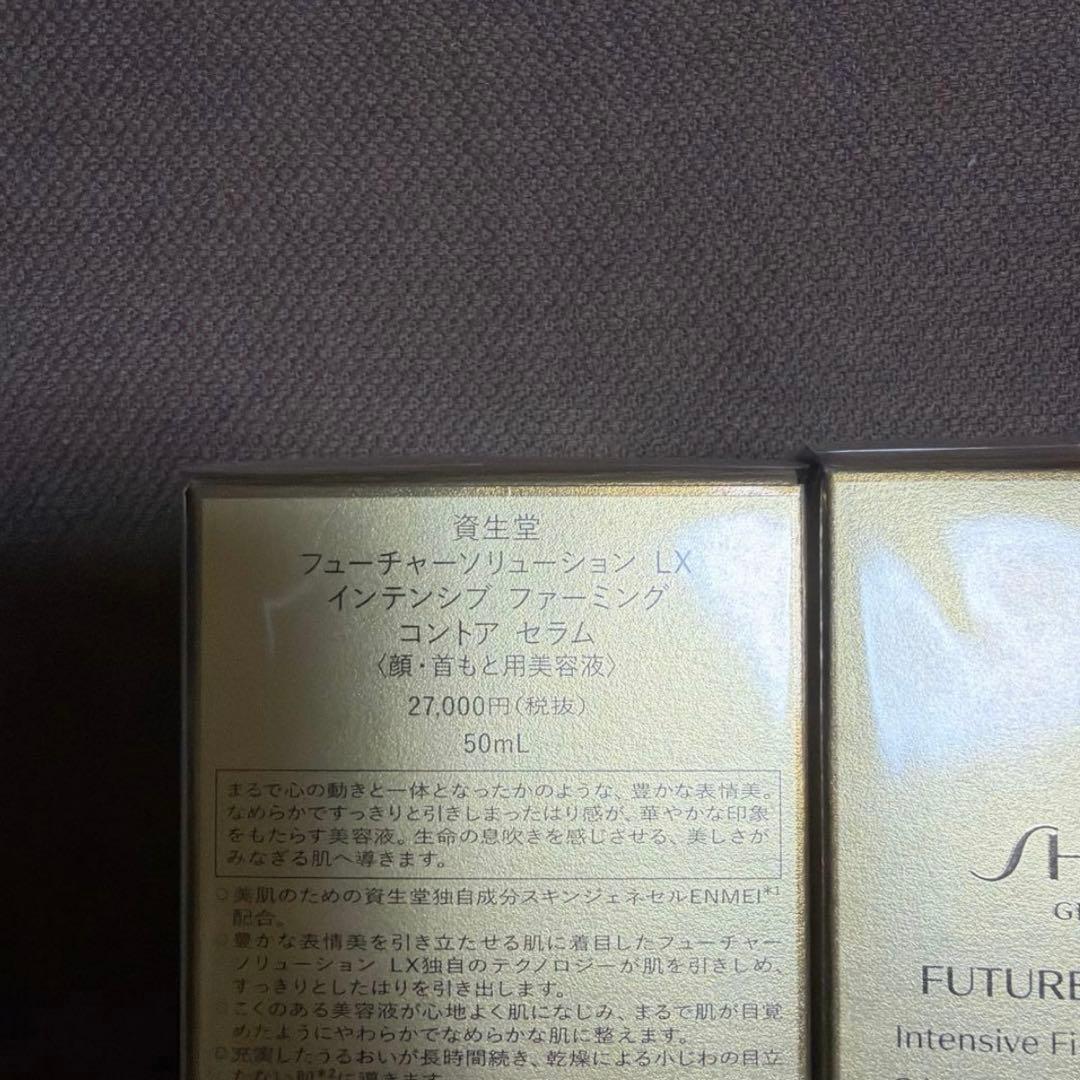 資生堂
フューチャーソリューション LX
インテンシブ ファーミング
コントア セラム
〈顔・首もと用美容液〉
27,000円(税抜)
50mL
まるで心の動きと一体となったかのような、豊かな表情美。
なめらかですっきりと引きしまったはり感が、華やかな印象
をもたらす美容液。生命の息吹きを感じさせる、美しさが
みなぎる肌へ導きます。
○美肌のための資生堂独自成分スキンジェネセルENMEI*1
配合。
○豊かな表情美を引き立たせる肌に着目したフューチャー
ソリューション LX独自のテクノロジーが肌を引きしめ、
すっきりとしたはりを引き出します。
○こくのある美容液が心地よく肌になじみ、まるで肌が目覚
めたようにやわらかでなめらかな肌に整えます。
○充実したうるおいが長時間続き、乾燥による小じわの目立
たない肌*2に導きます
SH
FUTURE
Intensive Fi